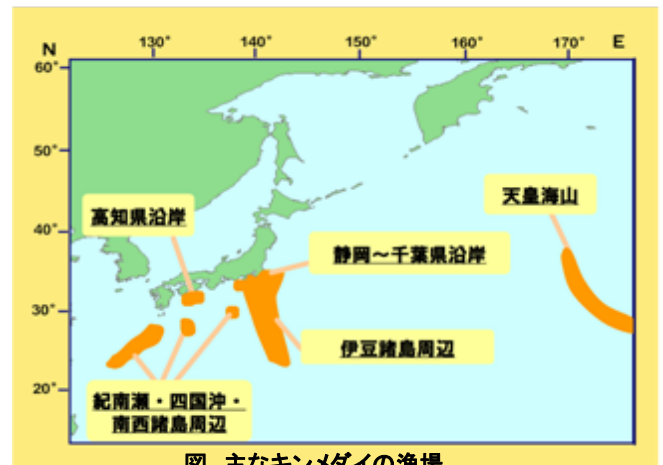 130° 140° 150° 160° 170° E
N
60°
50°
40°
30°
20°
天皇海山
高知県沿岸
静岡～千葉県沿岸
伊豆諸島周辺
紀南瀬・四国沖・
南西諸島周辺
図 主なキンメダイの漁場